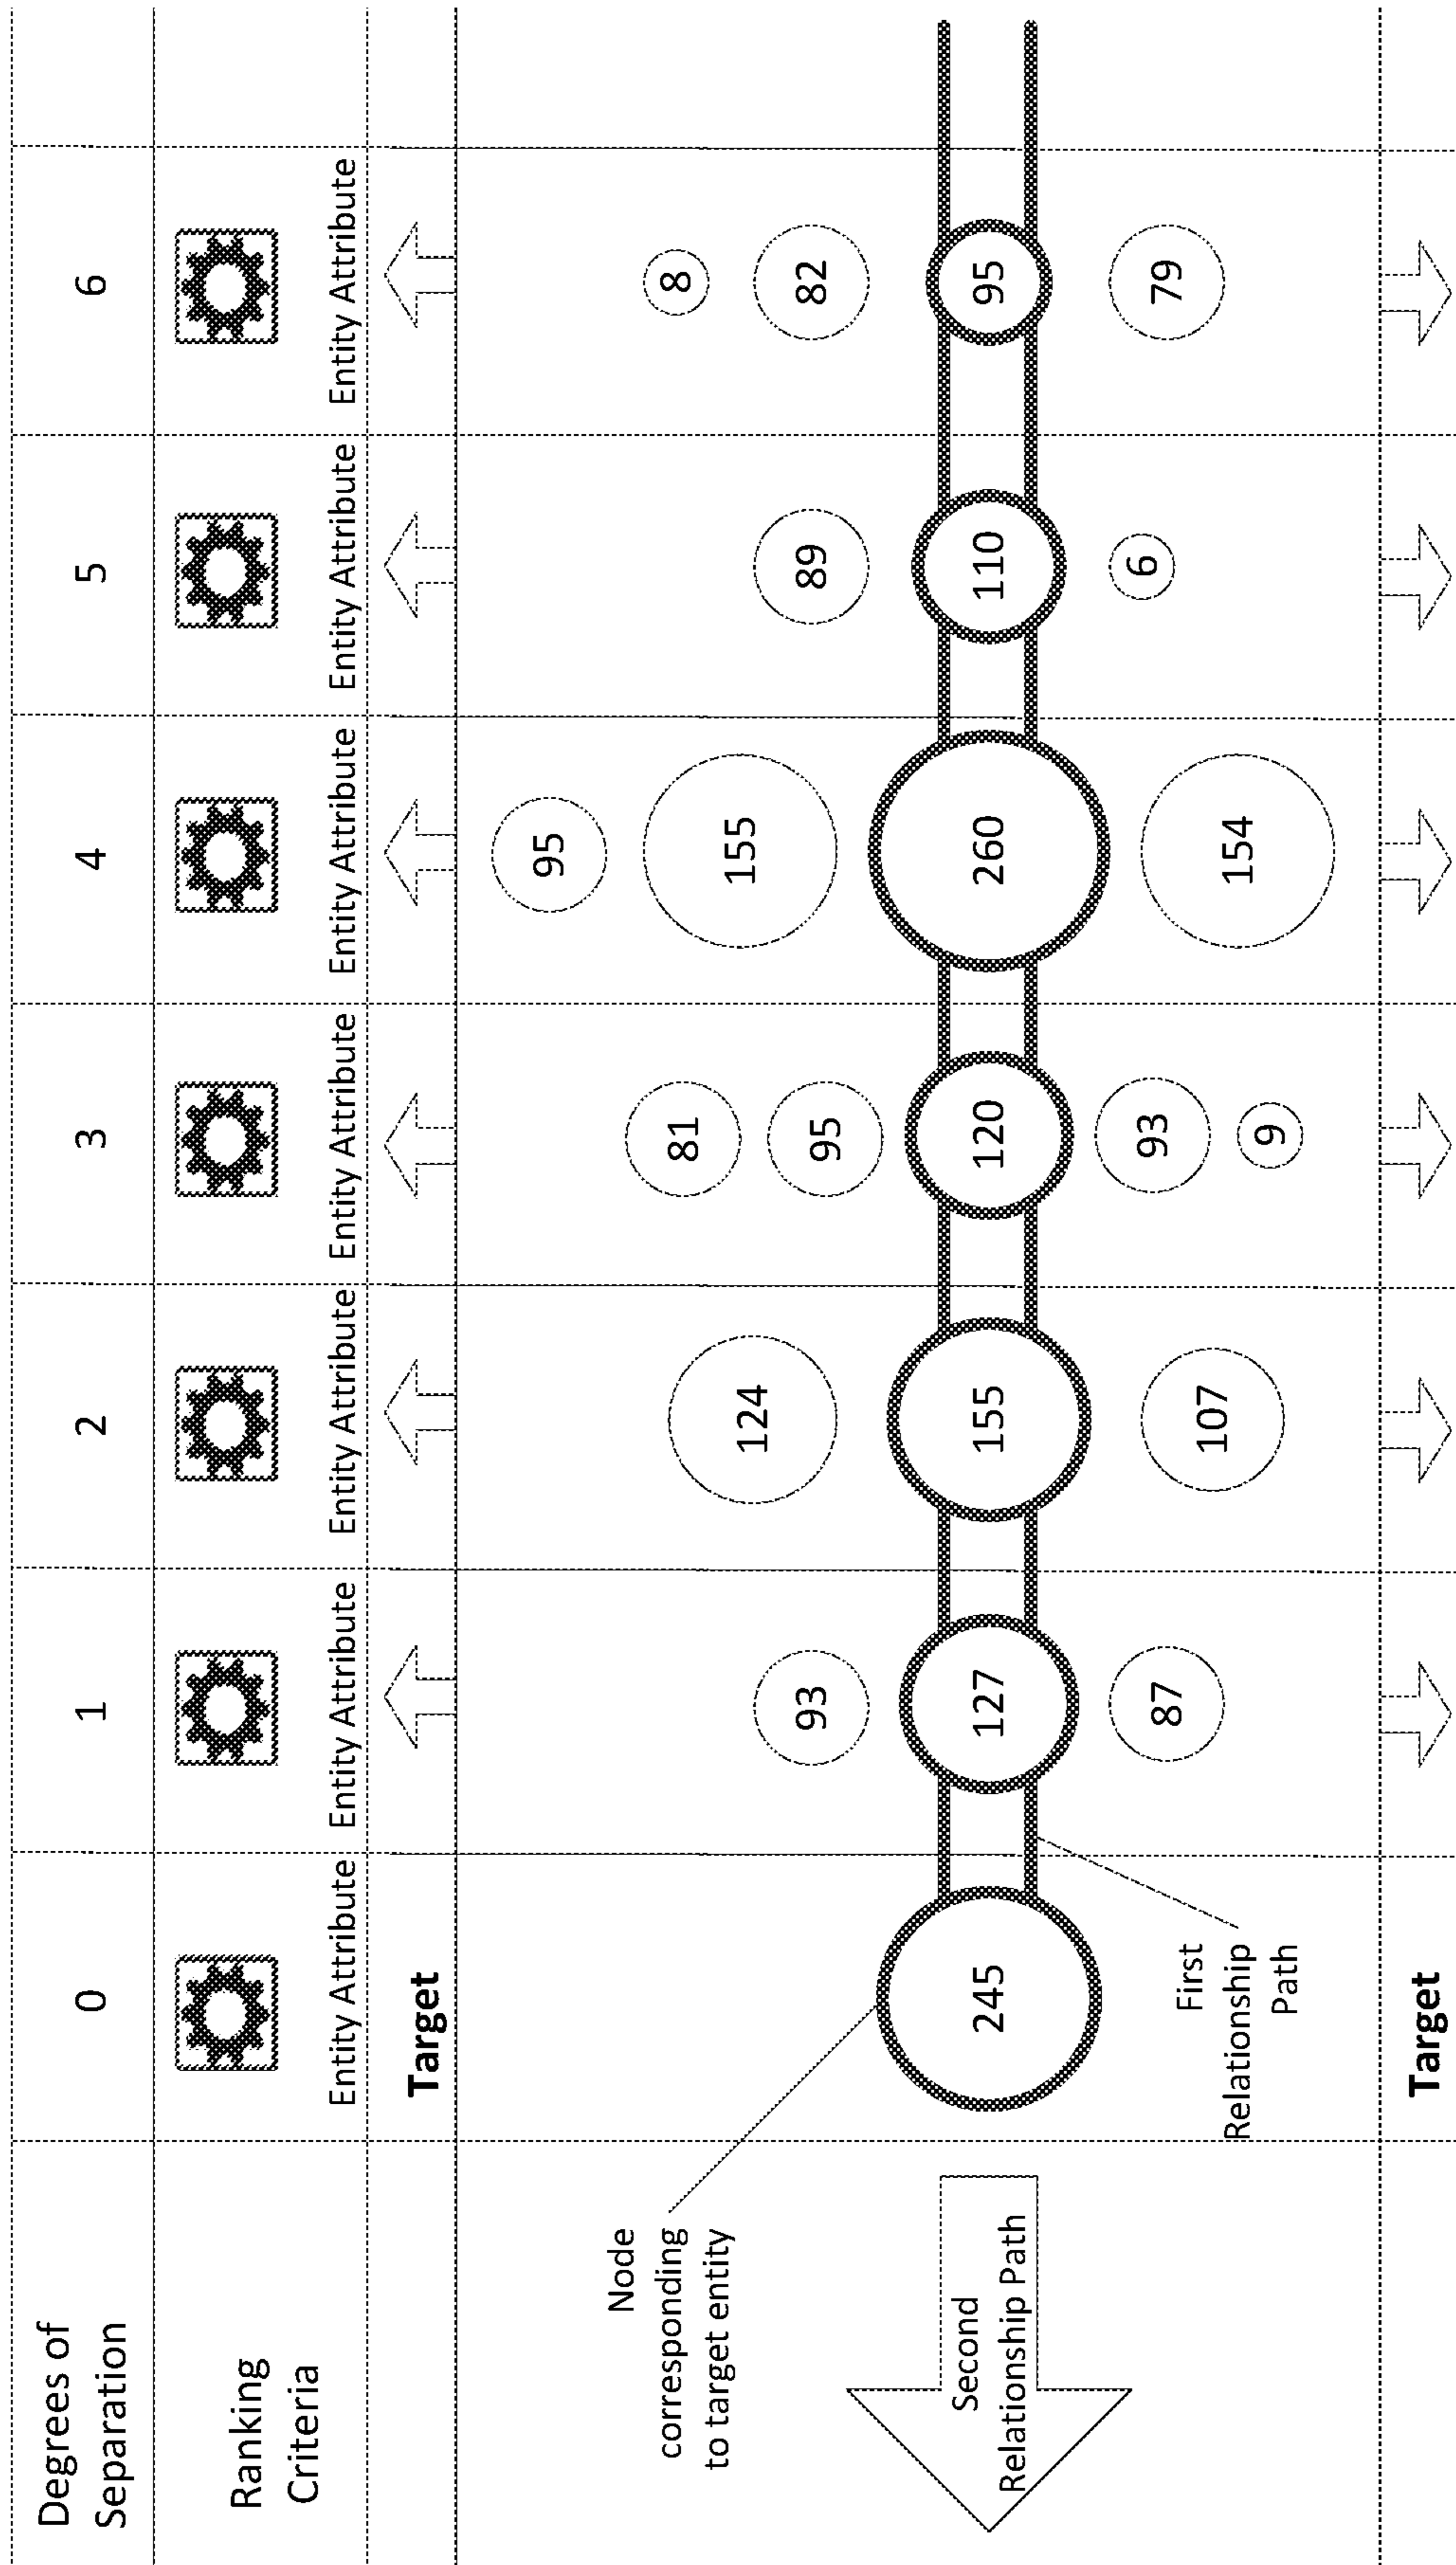 Degrees of
Separation
0
1
2
3
4
5
6
Ranking
Criteria
Entity Attribute
Entity Attribute
Entity Attribute
Entity Attribute
Entity Attribute
Entity Attribute
Entity Attribute
Target
Node
corresponding
to target entity
Second
Relationship Path
245
First
Relationship
Path
93
127
87
124
155
107
81
95
120
93
9
95
155
260
154
89
110
6
8
82
95
79
Target